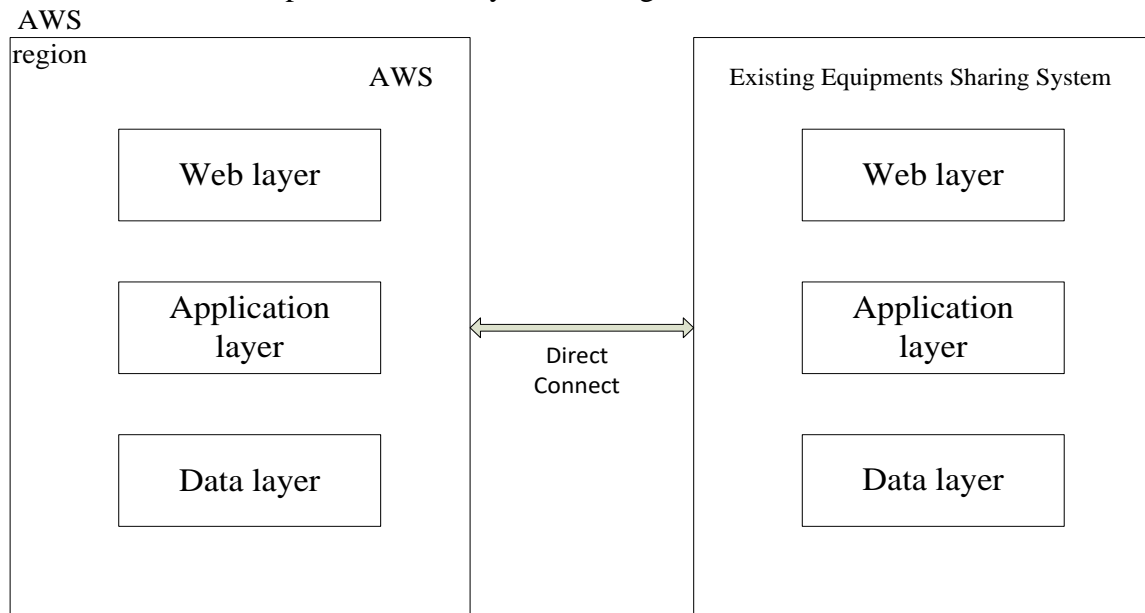 AWS
region
AWS
Web layer
Application
layer
Data layer
Direct
Connect
Existing Equipments Sharing System
Web layer
Application
layer
Data layer